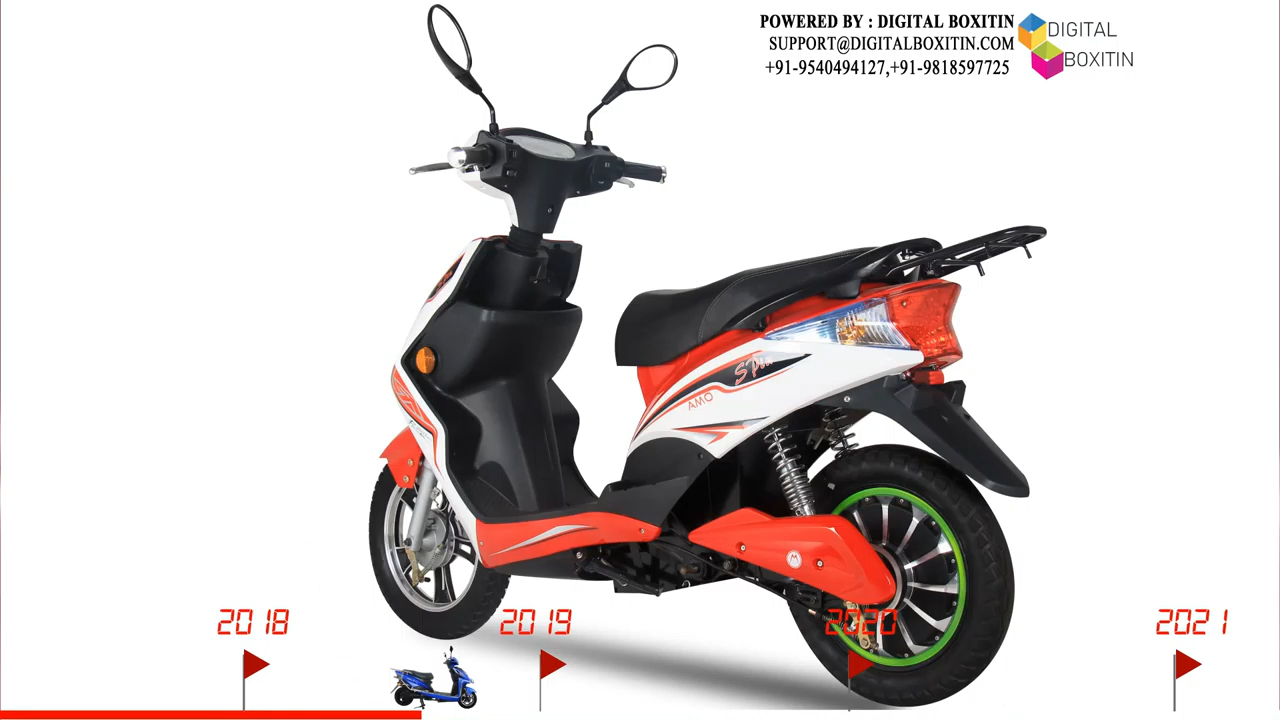 POWERED BY : DIGITAL BOXITIN
SUPPORT@DIGITALBOXITIN.COM
+91-9540494127,+91-9818597725
DIGITAL
BOXITIN
AMO
2018
2019
2020
2021